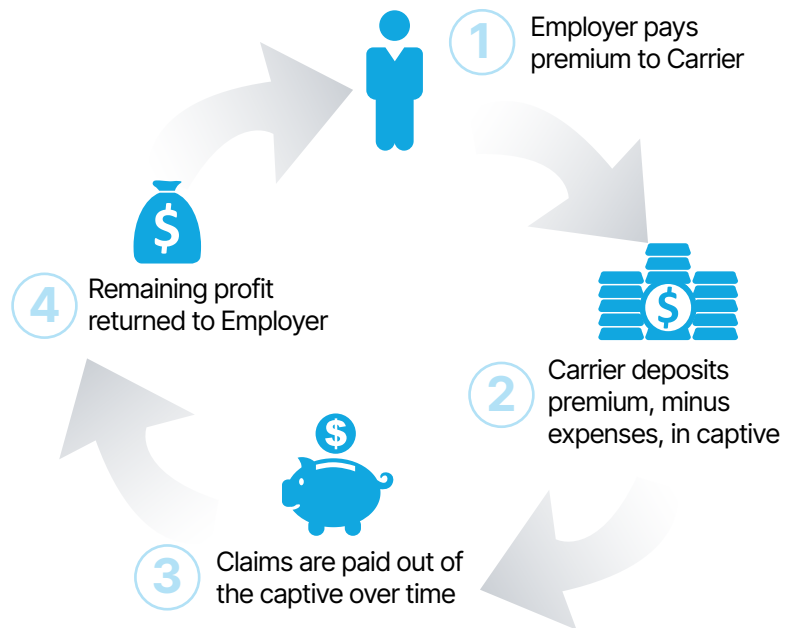 1
Employer pays
premium to Carrier
$
2
Carrier deposits
premium, minus
expenses, in captive
$
3
Claims are paid out of
the captive over time
$
4
Remaining profit
returned to Employer